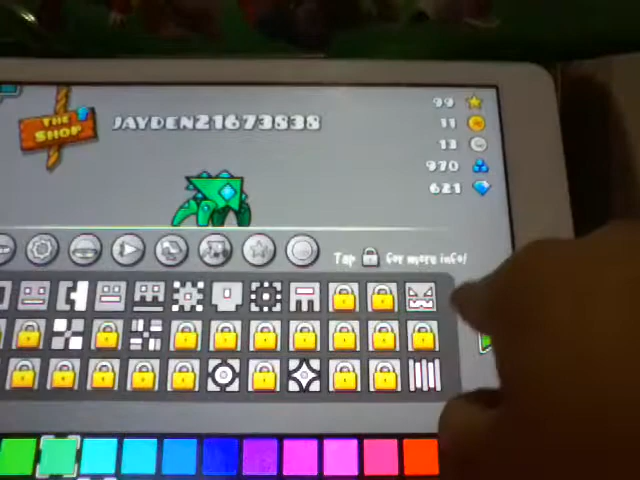 THE SHOP
JAYDEN21673838
99
11
13
970
621
Tap for more info!